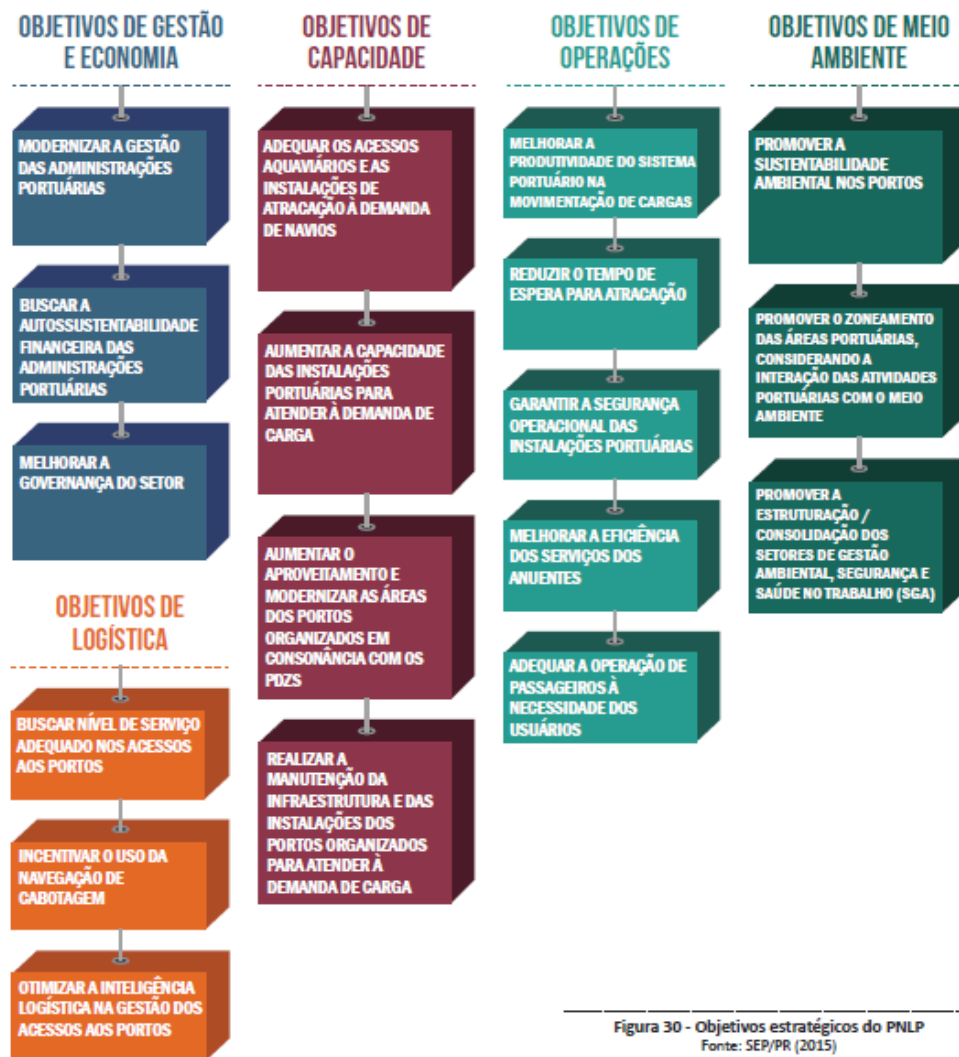 OBJETIVOS DE GESTÃO
E ECONOMIA
MODERNIZAR A GESTÃO
DAS ADMINISTRAÇÕES
PORTUÁRIAS
BUSCAR A
AUTOSSUSTENTABILIDADE
FINANCEIRA DAS
ADMINISTRAÇÕES
PORTUÁRIAS
MELHORAR A
GOVERNANÇA DO SETOR
OBJETIVOS DE
LOGÍSTICA
BUSCAR NÍVEL DE SERVIÇO
ADEQUADO NOS ACESSOS
AOS PORTOS
INCENTIVAR O USO DA
NAVEGAÇÃO DE
CABOTAGEM
OTIMIZAR A INTELIGÊNCIA
LOGÍSTICA NA GESTÃO DOS
ACESSOS AOS PORTOS
OBJETIVOS DE
CAPACIDADE
ADEQUAR OS ACESSOS
AQUAVIÁRIOS E AS
INSTALAÇÕES DE
ATRACAÇÃO À DEMANDA
DE NAVIOS
AUMENTAR A CAPACIDADE
DAS INSTALAÇÕES
PORTUÁRIAS PARA
ATENDER À DEMANDA DE
CARGA
AUMENTAR O
APROVEITAMENTO E
MODERNIZAR AS ÁREAS
DOS PORTOS
ORGANIZADOS EM
CONSONÂNCIA COM OS
PDZS
REALIZAR A
MANUTENÇÃO DA
INFRAESTRUTURA E DAS
INSTALAÇÕES DOS
PORTOS ORGANIZADOS
PARA ATENDER À
DEMANDA DE CARGA
OBJETIVOS DE
OPERAÇÕES
MELHORAR A
PRODUTIVIDADE DO SISTEMA
PORTUÁRIO NA
MOVIMENTAÇÃO DE CARGAS
REDUZIR O TEMPO DE
ESPERA PARA ATRACAÇÃO
GARANTIR A SEGURANÇA
OPERACIONAL DAS
INSTALAÇÕES PORTUÁRIAS
MELHORAR A EFICIÊNCIA
DOS SERVIÇOS DOS
ANUENTES
ADEQUAR A OPERAÇÃO DE
PASSAGEIROS À
NECESSIDADE DOS
USUÁRIOS
OBJETIVOS DE MEIO
AMBIENTE
PROMOVER A
SUSTENTABILIDADE
AMBIENTAL NOS PORTOS
PROMOVER O ZONEAMENTO
DAS ÁREAS PORTUÁRIAS,
CONSIDERANDO A
INTERAÇÃO DAS ATIVIDADES
PORTUÁRIAS COM O MEIO
AMBIENTE
PROMOVER A
ESTRUTURAÇÃO /
CONSOLIDAÇÃO DOS
SETORES DE GESTÃO
AMBIENTAL, SEGURANÇA E
SAÚDE NO TRABALHO (SGA)
Figura 30 - Objetivos estratégicos do PNLP
Fonte: SEP/PR (2015)